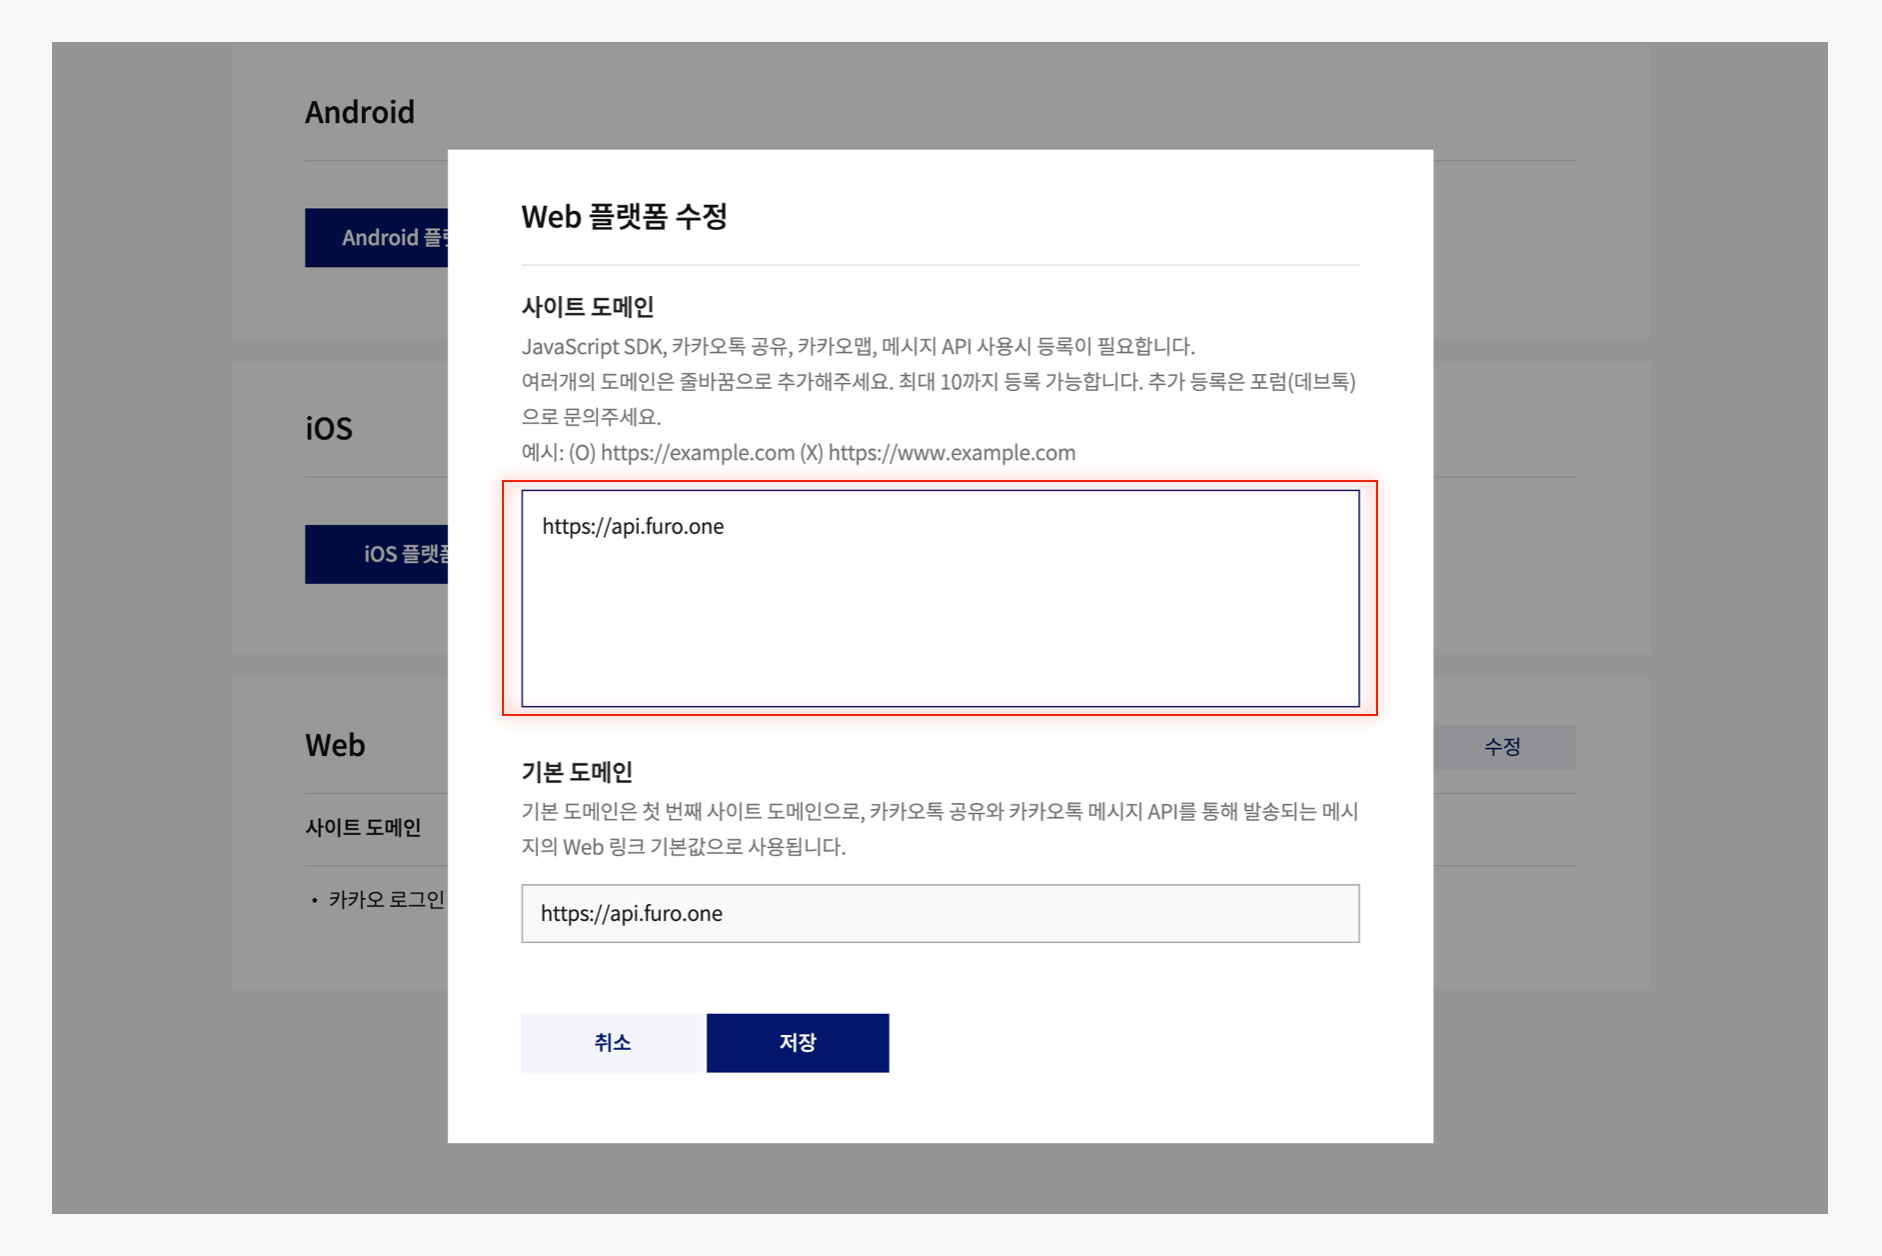 Android
Android 플
Web 플랫폼 수정
사이트 도메인
JavaScript SDK, 카카오톡 공유, 카카오맵, 메시지 API 사용시 등록이 필요합니다.
여러개의 도메인은 줄바꿈으로 추가해주세요. 최대 10까지 등록 가능합니다. 추가 등록은 포럼(데브톡)
으로 문의주세요.
예시: (O) https://example.com (X) https://www.example.com
https://api.furo.one
iOS
iOS 플랫폼
기본 도메인
기본 도메인은 첫 번째 사이트 도메인으로, 카카오톡 공유와 카카오톡 메시지 API를 통해 발송되는 메시
지의 Web 링크 기본값으로 사용됩니다.
https://api.furo.one
취소
저장
Web
수정
사이트 도메인
• 카카오 로그인